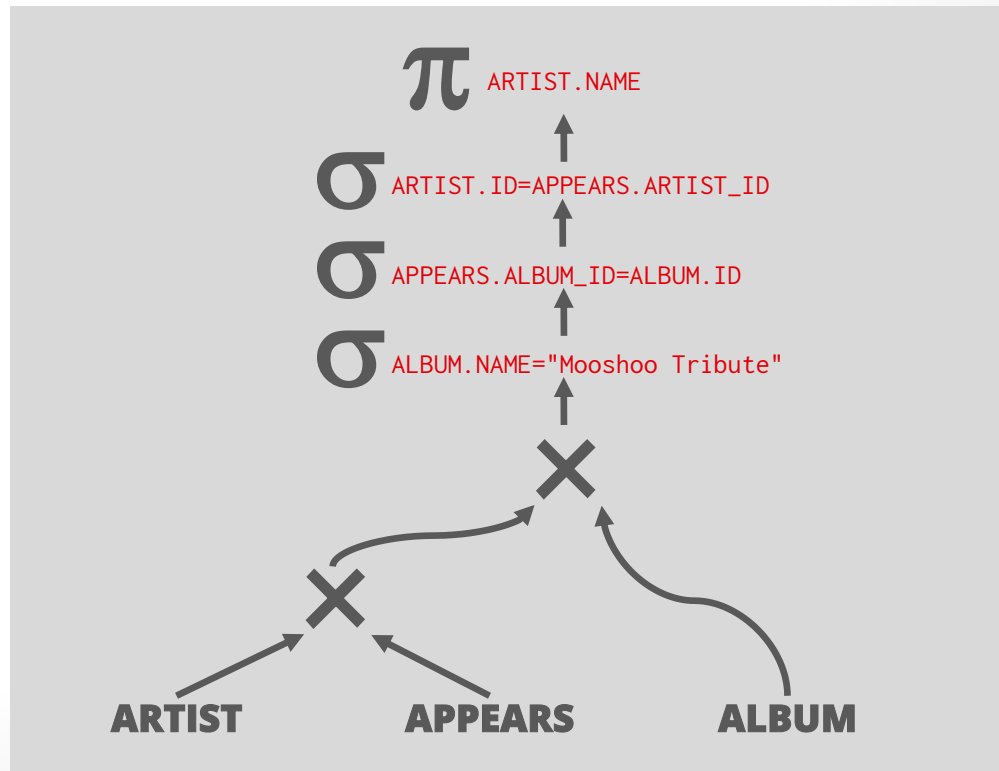 π ARTIST.NAME
σ ARTIST.ID=APPEARS.ARTIST_ID
σ APPEARS.ALBUM_ID=ALBUM.ID
σ ALBUM.NAME="Mooshoo Tribute"
×
×
ARTIST APPEARS ALBUM